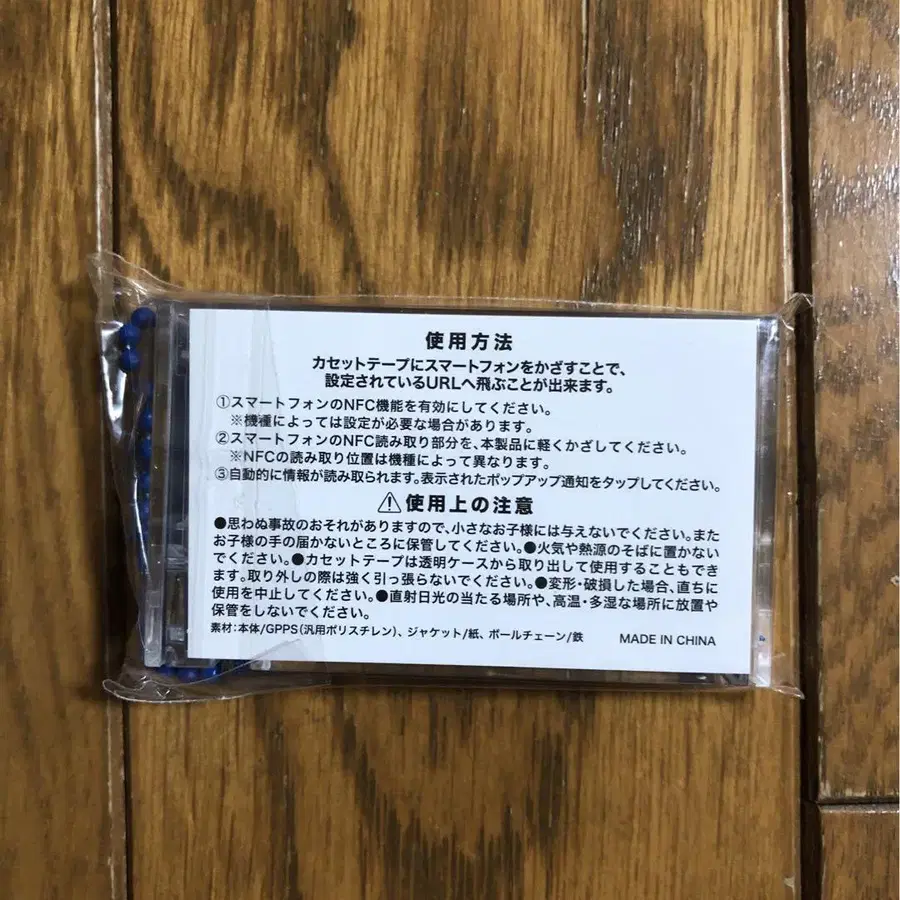 使用方法
カセットテープにスマートフォンをかざすことで、
設定されているURLへ飛ぶことが出来ます。
①スマートフォンのNFC機能を有効にしてください。
※機種によっては設定が必要な場合があります。
②スマートフォンのNFC読み取り部分を、本製品に軽くかざしてください。
※NFCの読み取り位置は機種によって異なります。
③自動的に情報が読み取られます。表示されたポップアップ通知をタップしてください。
⚠使用上の注意
●思わぬ事故のおそれがありますので、小さなお子様には与えないでください。また
お子様の手の届かないところに保管してください。●火気や熱源のそばに置かない
でください。●カセットテープは透明ケースから取り出して使用することもでき
ます。取り外しの際は強く引っ張らないでください。●変形・破損した場合、直ちに
使用を中止してください。●直射日光の当たる場所や、高温・多湿な場所に放置や
保管をしないでください。
素材:本体/GPPS(汎用ポリスチレン)、ジャケット/紙、ボールチェーン/鉄 MADE IN CHINA